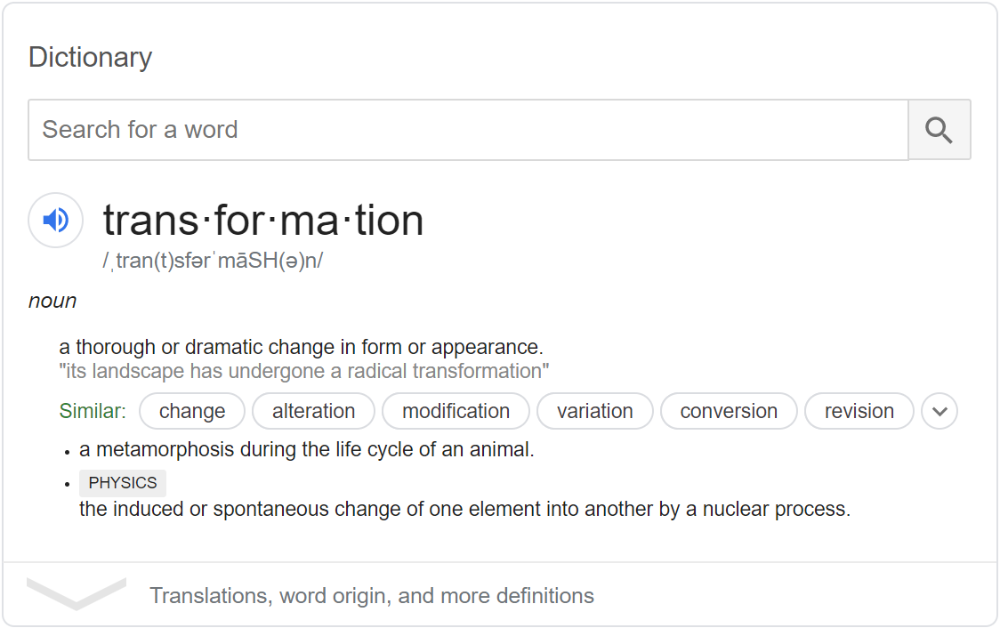 Dictionary
Search for a word
trans·for·ma·tion
/ˌtran(t)sfərˈmāSH(ə)n/
noun
a thorough or dramatic change in form or appearance.
"its landscape has undergone a radical transformation"
Similar: change alteration modification variation conversion revision
• a metamorphosis during the life cycle of an animal.
• PHYSICS
the induced or spontaneous change of one element into another by a nuclear process.
Translations, word origin, and more definitions